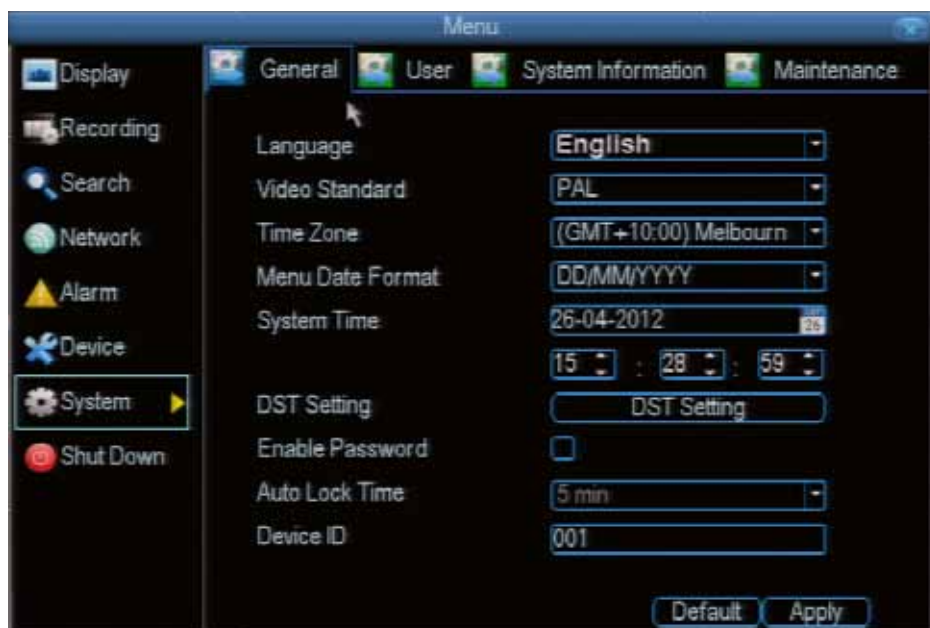 Menu
Display
Recording
Search
Network
Alarm
Device
System
Shut Down
General User System Information Maintenance
Language English
Video Standard PAL
Time Zone (GMT+10:00) Melbourn
Menu Date Format DD/MM/YYYY
System Time 26-04-2012
26
15 : 28 : 59
DST Setting DST Setting
Enable Password
Auto Lock Time 5 min
Device ID 001
Default Apply